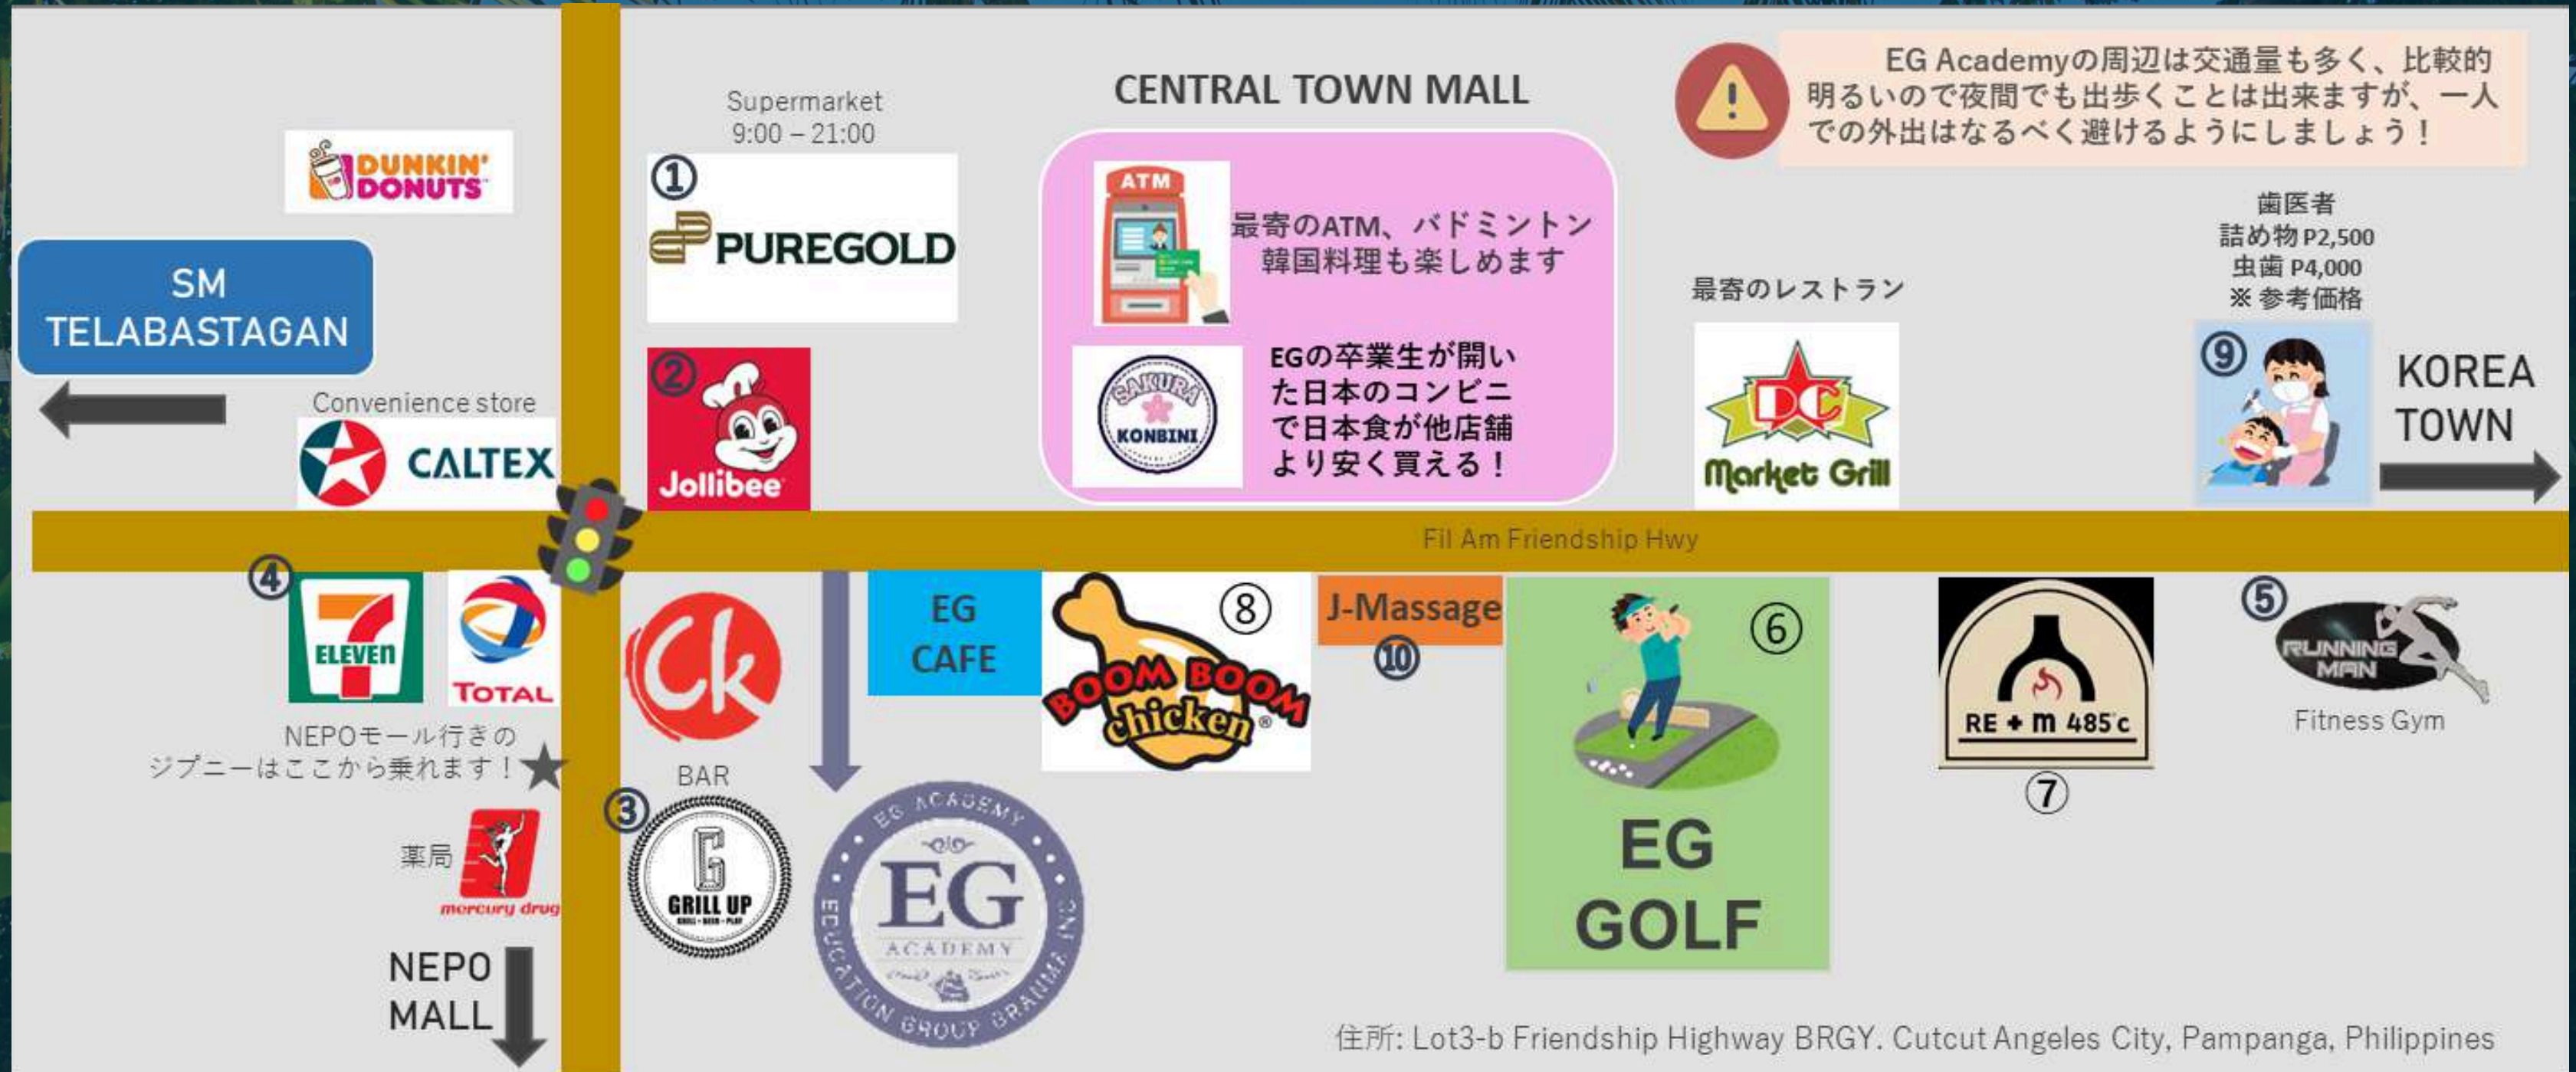 EG Academyの周辺は交通量も多く、比較的
明るいので夜間でも出歩くことは出来ますが、一人
での外出はなるべく避けるようにしましょう！
CENTRAL TOWN MALL
Supermarket
9:00 – 21:00
DUNKIN'
DONUTS
①
PUREGOLD
ATM
最寄のATM、バドミントン
韓国料理も楽しめます
歯医者
詰め物 P2,500
虫歯 P4,000
※ 参考価格
SM
TELABASTAGAN
最寄のレストラン
②
Jollibee
SAKURA
KONBINI
EGの卒業生が開い
た日本のコンビニ
で日本食が他店舗
より安く買える！
DC
Market Grill
⑨
KOREA
TOWN
Convenience store
CALTEX
Fil Am Friendship Hwy
④
7
ELEVEn
TOTAL
Ck
EG
CAFE
⑧
BOOM BOOM
chicken®
J-Massage
⑩
⑥
EG
GOLF
RE + m 485°c
⑦
⑤
RUNNING
MAN
Fitness Gym
NEPOモール行きの
ジプニーはここから乗れます！
BAR
③
G
GRILL UP
薬局
mercury drug
EG ACADEMY
EG
ACADEMY
EDUCATION GROUP GRANUME INC
NEPO
MALL
住所: Lot3-b Friendship Highway BRGY. Cutcut Angeles City, Pampanga, Philippines